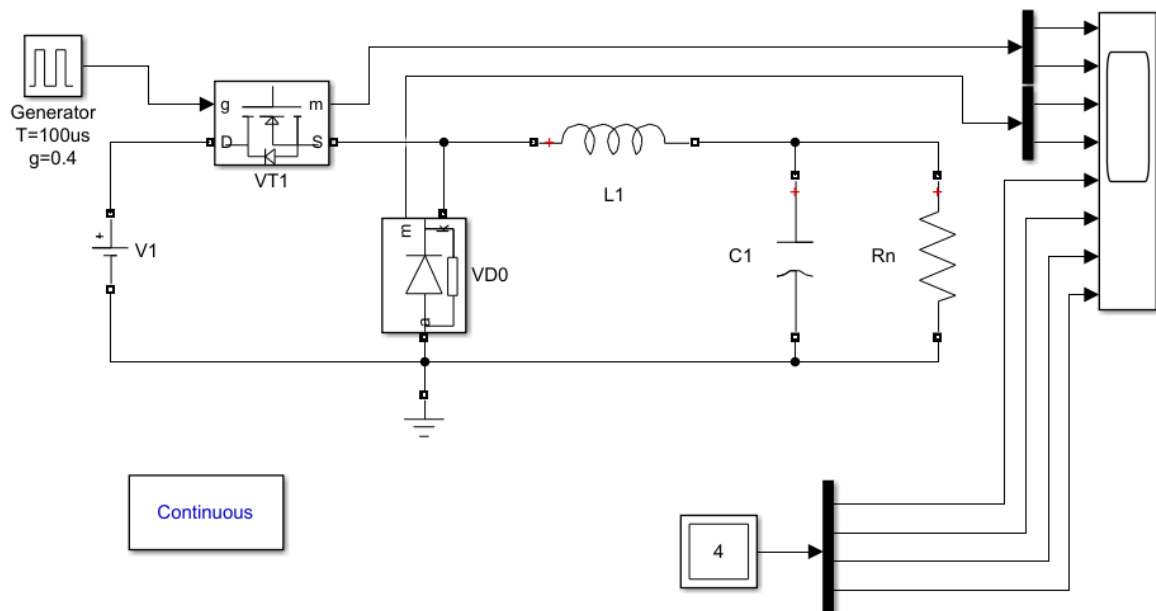 Generator
T=100us
g=0.4
g
m
D
S
VT1
V1
m
k
a
VD0
L1
C1
Rn
Continuous
4